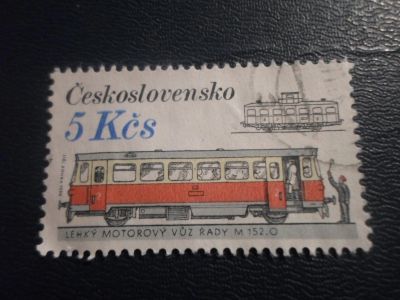 Československo
5 Kčs
LEHKÝ MOTOROVÝ VŮZ ŘADY M 152.0